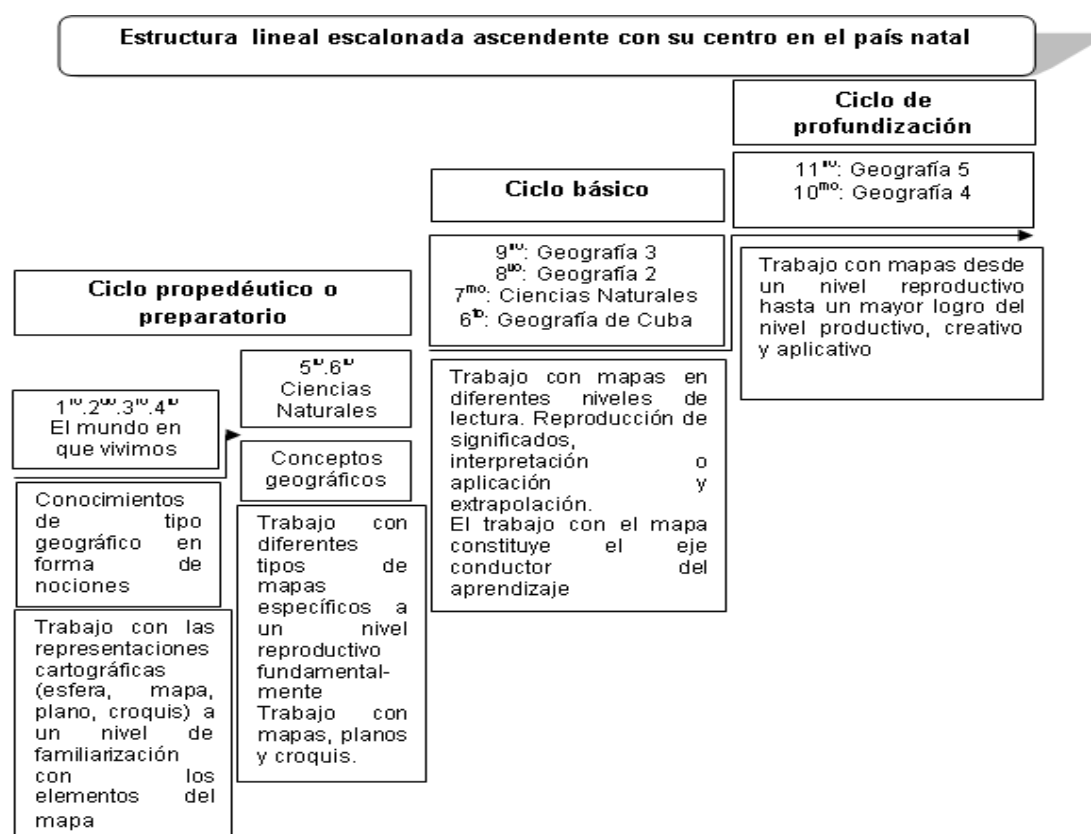 Estructura lineal escalonada ascendente con su centro en el país natal
Ciclo propedéutico o
preparatorio
1ro.2do.3ro.4to
El mundo en
que vivimos
Conocimientos
de tipo
geográfico en
forma de
nociones
Trabajo con las
representaciones
cartográficas
(esfera, mapa,
plano, croquis) a
un nivel de
familiarización
con los
elementos del
mapa
5to.6to
Ciencias
Naturales
Conceptos
geográficos
Trabajo con
diferentes
tipos de
mapas
específicos a
un nivel
reproductivo
fundamental-
mente
Trabajo con
mapas, planos
y croquis.
Ciclo básico
9no: Geografía 3
8vo: Geografía 2
7mo: Ciencias Naturales
6to: Geografía de Cuba
Trabajo con mapas en
diferentes niveles de
lectura. Reproducción de
significados,
interpretación o
aplicación y
extrapolación.
El trabajo con el mapa
constituye el eje
conductor del
aprendizaje
Ciclo de
profundización
11no: Geografía 5
10mo: Geografía 4
Trabajo con mapas desde
un nivel reproductivo
hasta un mayor logro del
nivel productivo, creativo
y aplicativo